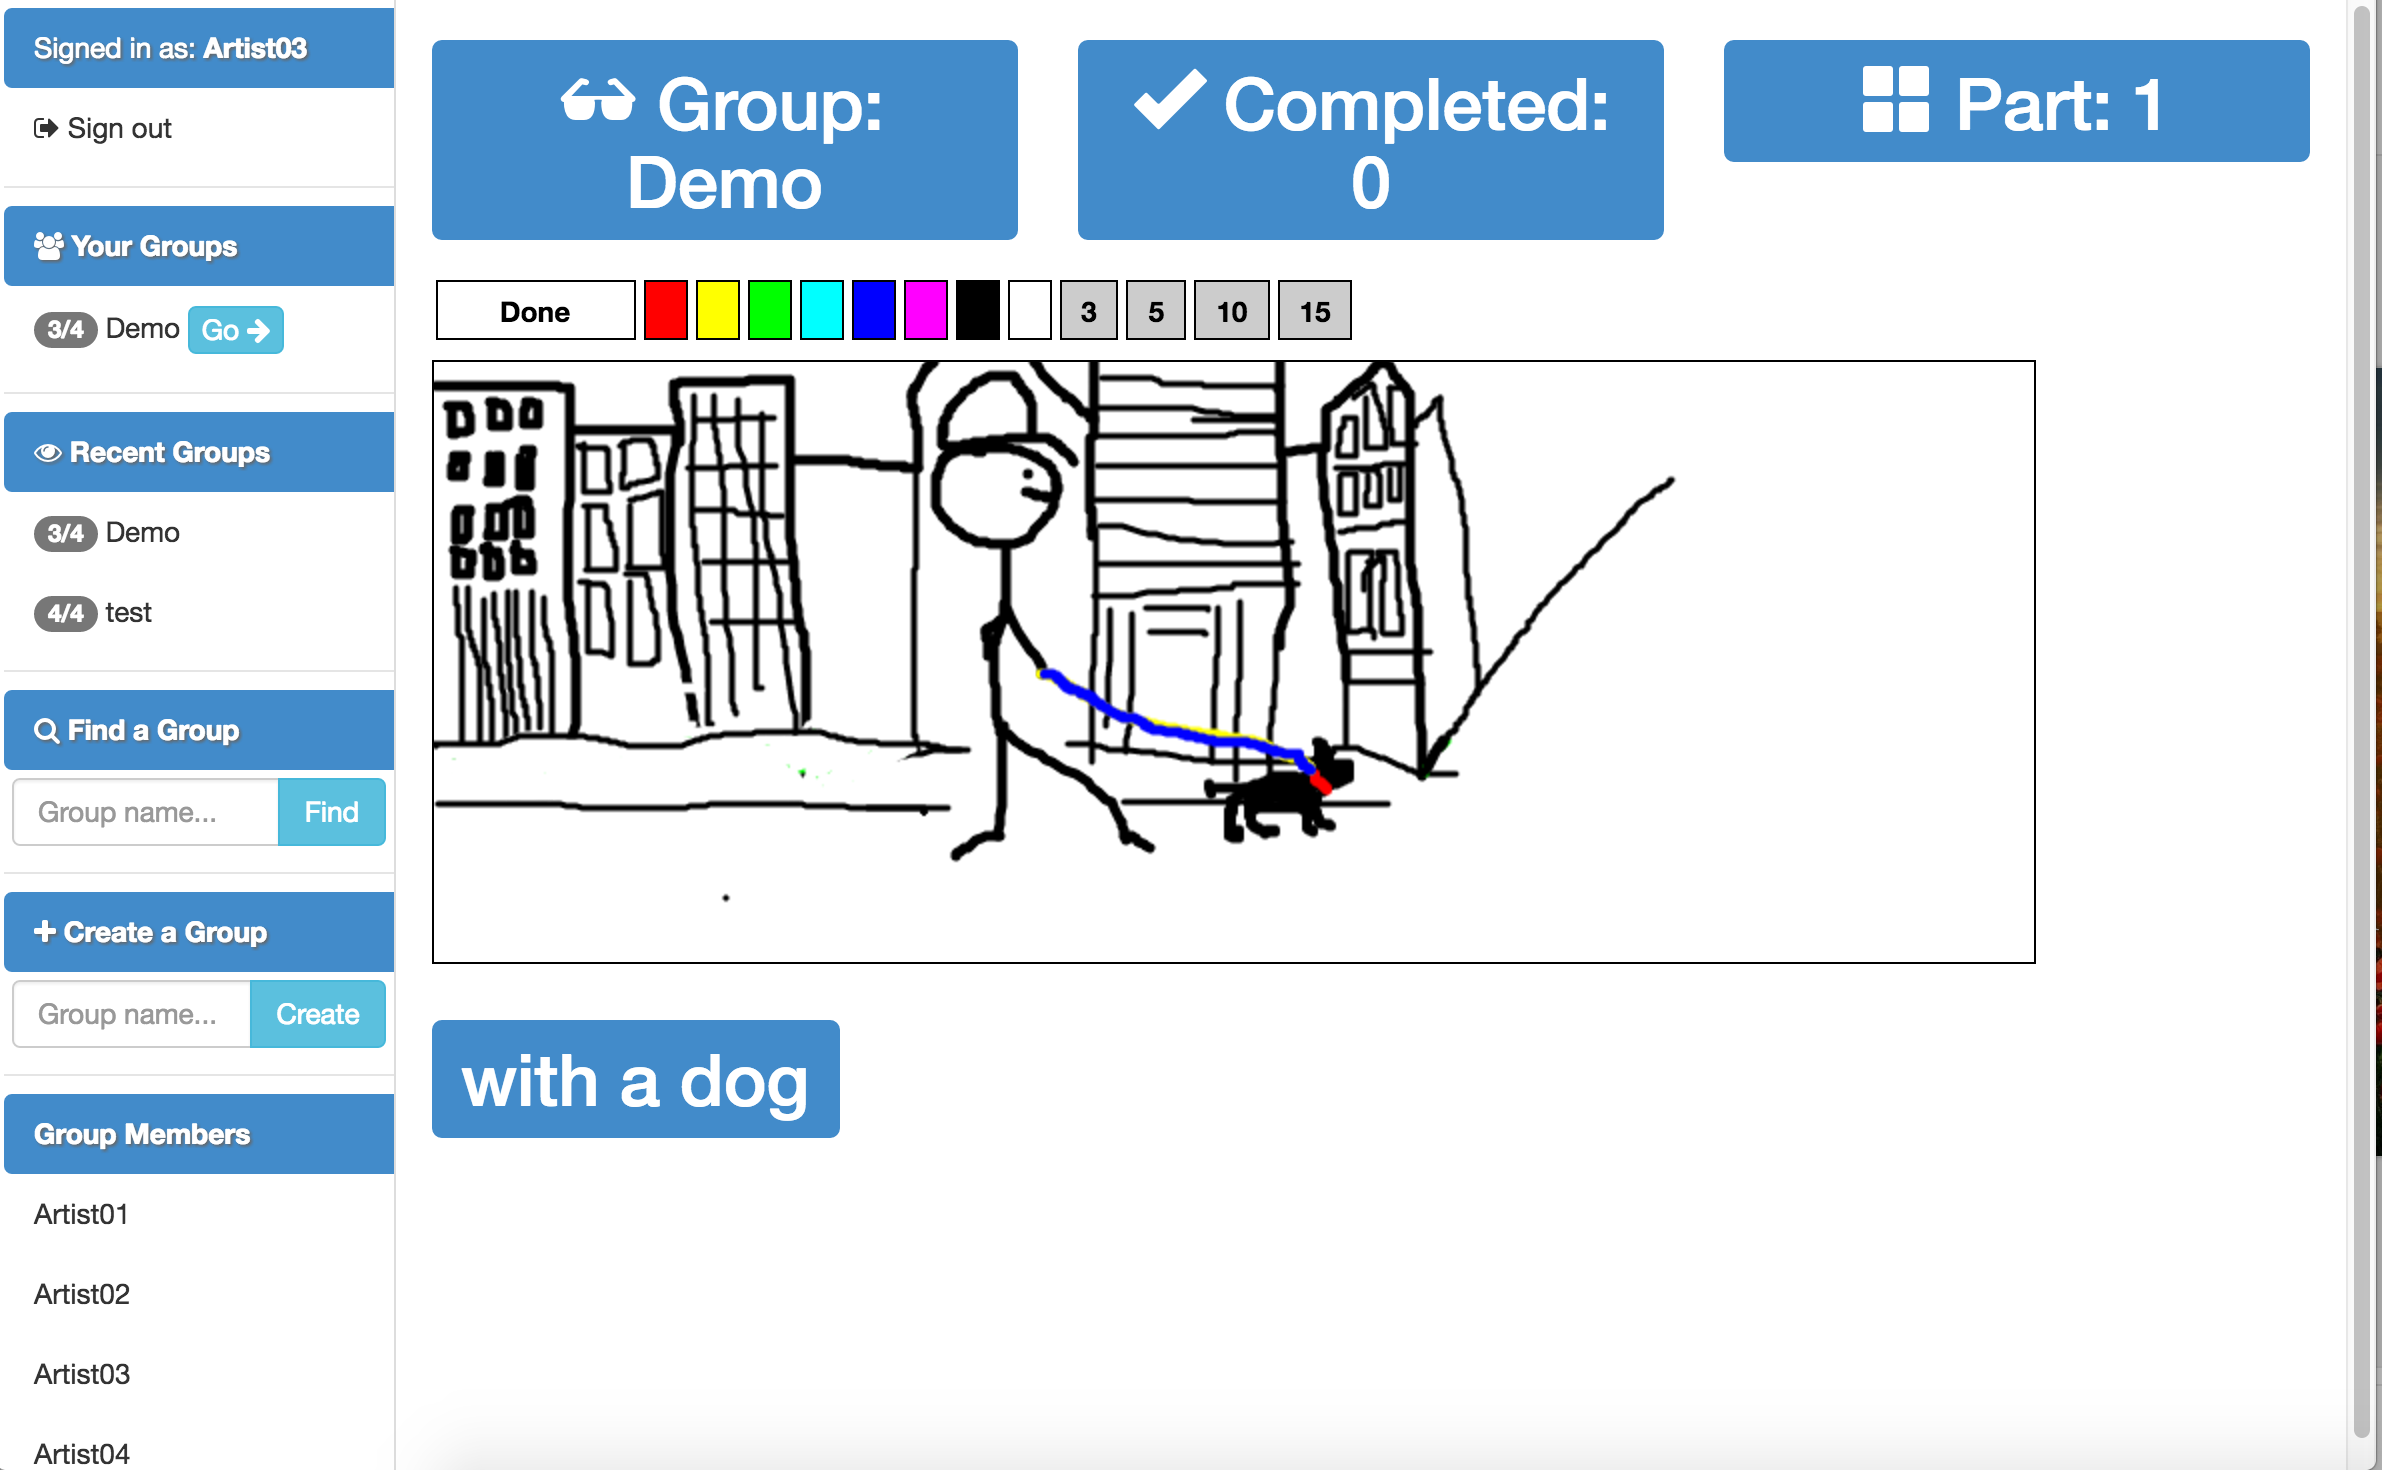 Signed in as: Artist03
Sign out
Your Groups
3/4 Demo Go
Recent Groups
3/4 Demo
4/4 test
Find a Group
Group name... Find
Create a Group
Group name... Create
Group Members
Artist01
Artist02
Artist03
Artist04
Group:
Demo
Completed:
0
Part: 1
Done 3 5 10 15
with a dog